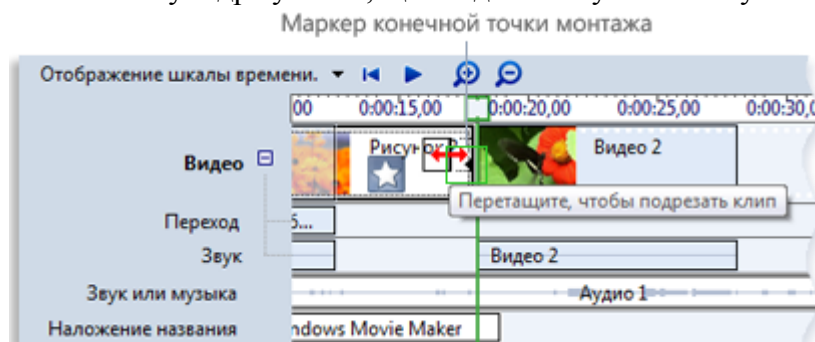 Маркер конечной точки монтажа
Отображение шкалы времени.
00 0:00:15,00 0:00:20,00 0:00:25,00 0:00:30,0
Видео Рисунок Видео 2
Перетащите, чтобы подрезать клип
Переход б...
Звук Видео 2
Звук или музыка Аудио 1
Наложение названия ndows Movie Maker